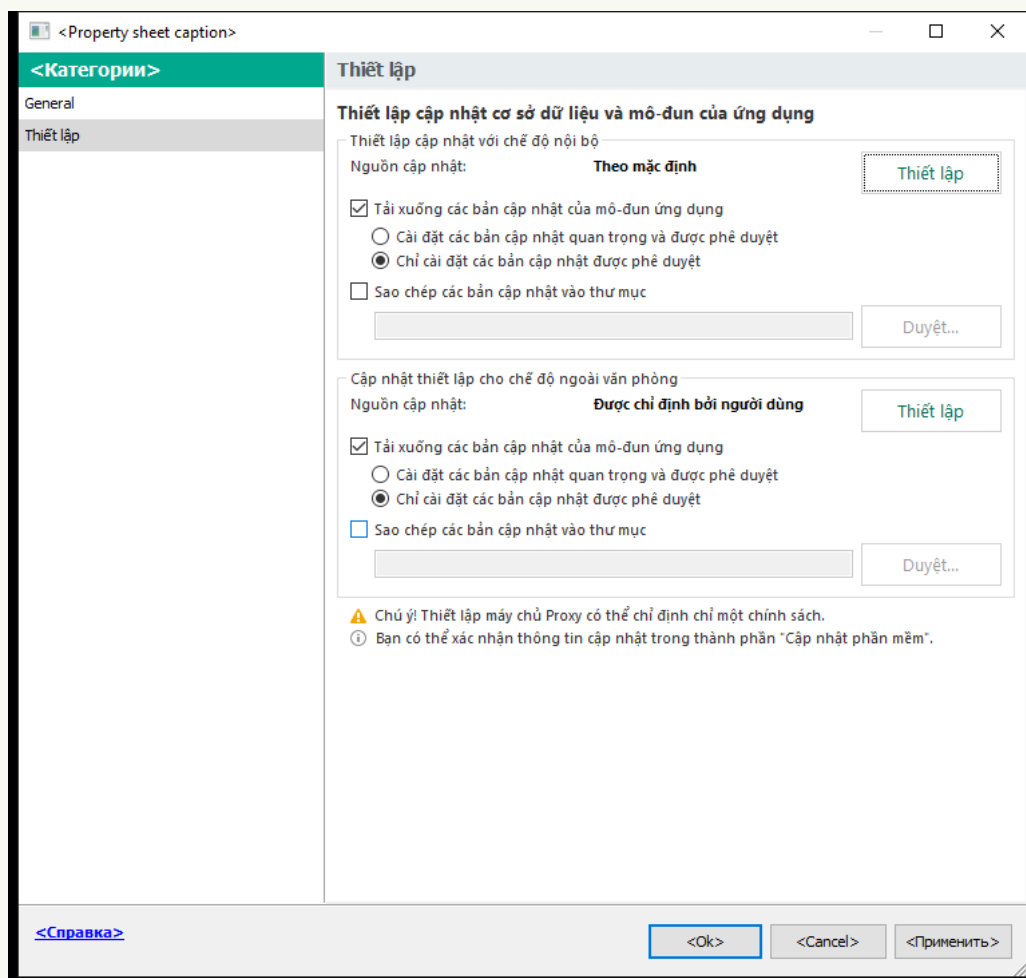 <Property sheet caption>
<Категории>
General
Thiết lập
Thiết lập
Thiết lập cập nhật cơ sở dữ liệu và mô-đun của ứng dụng
Thiết lập cập nhật với chế độ nội bộ
Nguồn cập nhật: Theo mặc định Thiết lập
Tải xuống các bản cập nhật của mô-đun ứng dụng
Cài đặt các bản cập nhật quan trọng và được phê duyệt
Chỉ cài đặt các bản cập nhật được phê duyệt
Sao chép các bản cập nhật vào thư mục
Duyệt...
Cập nhật thiết lập cho chế độ ngoài văn phòng
Nguồn cập nhật: Được chỉ định bởi người dùng Thiết lập
Tải xuống các bản cập nhật của mô-đun ứng dụng
Cài đặt các bản cập nhật quan trọng và được phê duyệt
Chỉ cài đặt các bản cập nhật được phê duyệt
Sao chép các bản cập nhật vào thư mục
Duyệt...
Chú ý! Thiết lập máy chủ Proxy có thể chỉ định chỉ một chính sách.
Bạn có thể xác nhận thông tin cập nhật trong thành phần "Cập nhật phần mềm".
<Справка>
<Ok> <Cancel> <Применить>